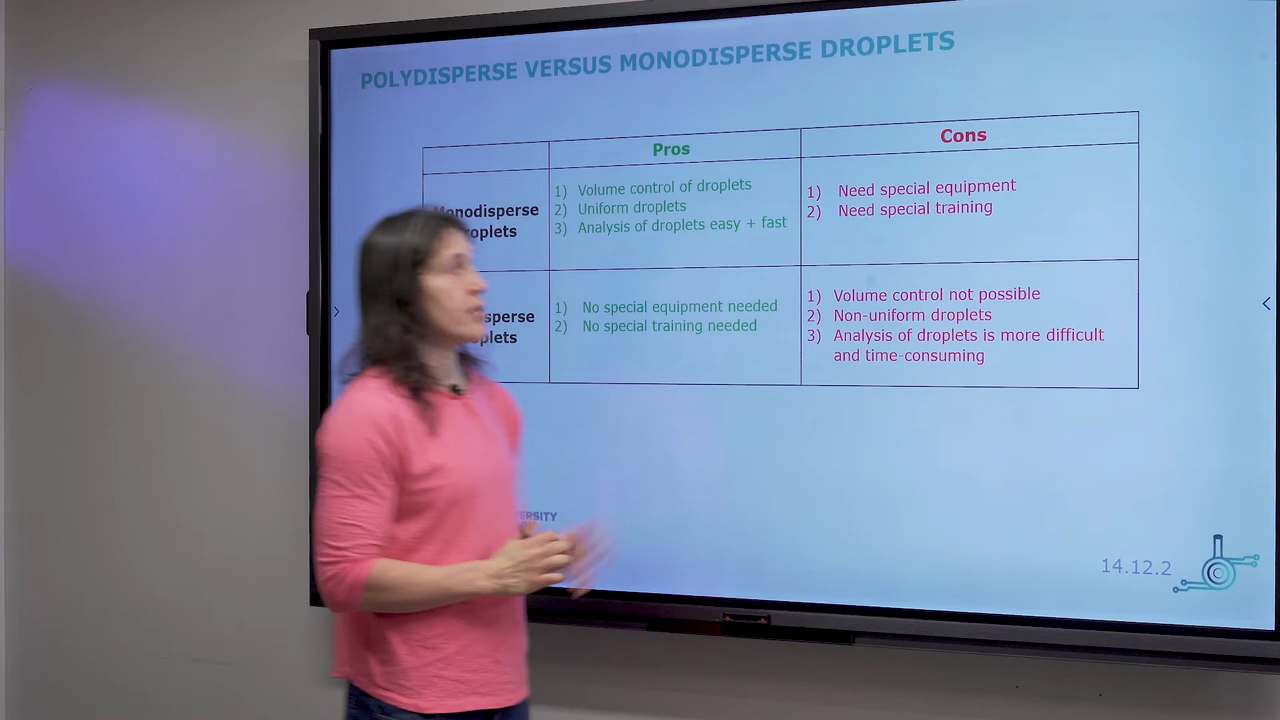 POLYDISPERSE VERSUS MONODISPERSE DROPLETS
Pros
Cons
Monodisperse
1) Volume control of droplets
2) Uniform droplets
3) Analysis of droplets easy + fast
1) Need special equipment
2) Need special training
1) No special equipment needed
2) No special training needed
1) Volume control not possible
2) Non-uniform droplets
3) Analysis of droplets is more difficult
and time-consuming
14.12.2